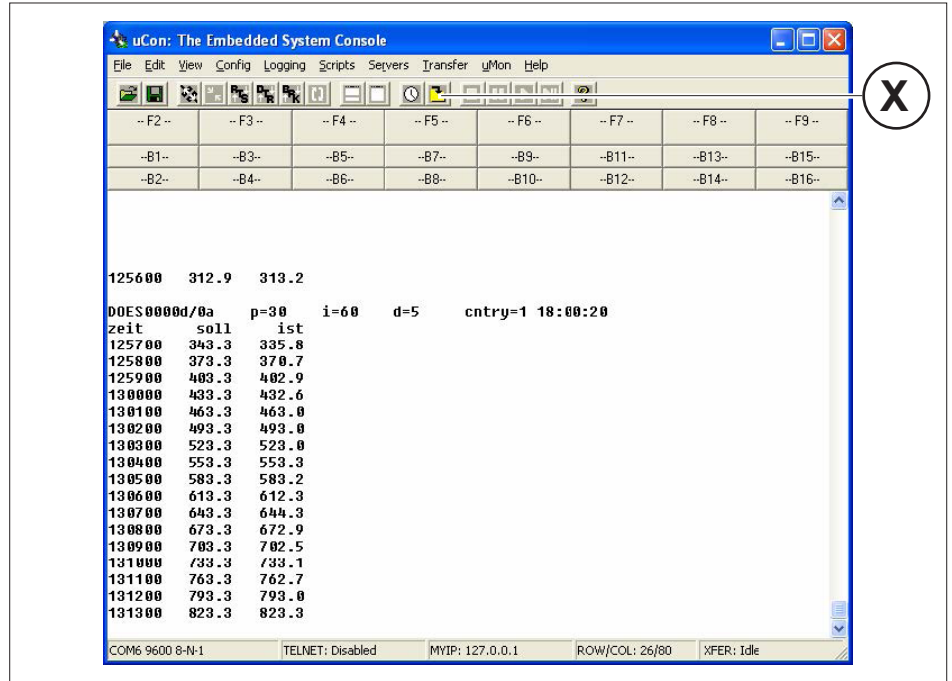 uCon: The Embedded System Console
File Edit View Config Logging Scripts Servers Transfer uMon Help
RTS DTR BRK
X
-- F2 -- -- F3 -- -- F4 -- -- F5 -- -- F6 -- -- F7 -- -- F8 -- -- F9 --
--B1-- --B3-- --B5-- --B7-- --B9-- --B11-- --B13-- --B15--
--B2-- --B4-- --B6-- --B8-- --B10-- --B12-- --B14-- --B16--
125600 312.9 313.2
DOES0000d/0a p=30 i=60 d=5 cntry=1 18:00:20
zeit soll ist
125700 343.3 335.8
125800 373.3 370.7
125900 403.3 402.9
130000 433.3 432.6
130100 463.3 463.0
130200 493.3 493.0
130300 523.3 523.0
130400 553.3 553.3
130500 583.3 583.2
130600 613.3 612.3
130700 643.3 644.3
130800 673.3 672.9
130900 703.3 702.5
131000 733.3 733.1
131100 763.3 762.7
131200 793.3 793.0
131300 823.3 823.3
COM6 9600 8-N-1 TELNET: Disabled MYIP: 127.0.0.1 ROW/COL: 26/80 XFER: Idle